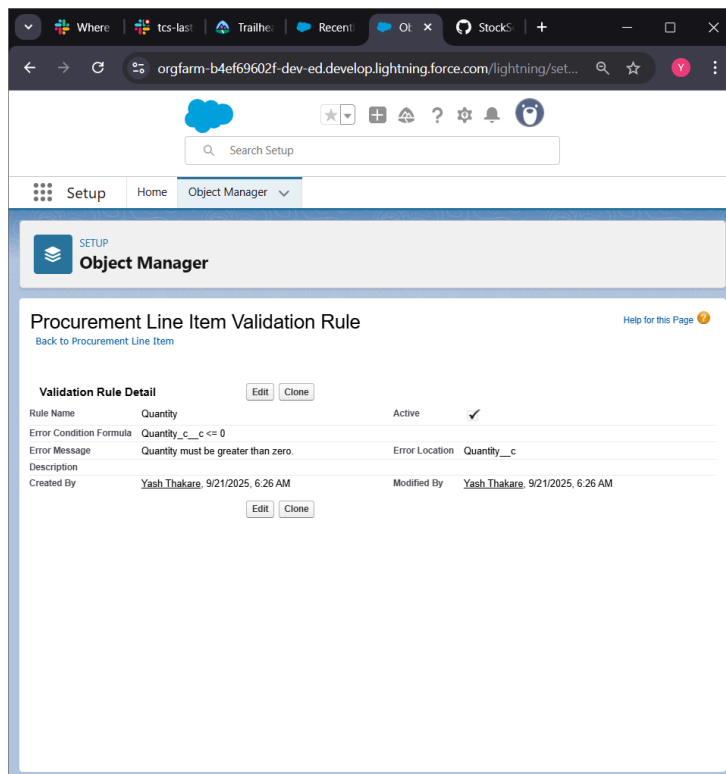 Where
tcs-last
Trailhea
Recenti
Ob
StockS
orgfarm-b4ef69602f-dev-ed.develop.lightning.force.com/lightning/set...
Y
Search Setup
Setup Home Object Manager
SETUP
Object Manager
Procurement Line Item Validation Rule
Help for this Page
Back to Procurement Line Item
Validation Rule Detail Edit Clone
Rule Name Quantity Active
Error Condition Formula Quantity_c__c <= 0
Error Message Quantity must be greater than zero. Error Location Quantity__c
Description
Created By Yash Thakare, 9/21/2025, 6:26 AM Modified By Yash Thakare, 9/21/2025, 6:26 AM
Edit Clone